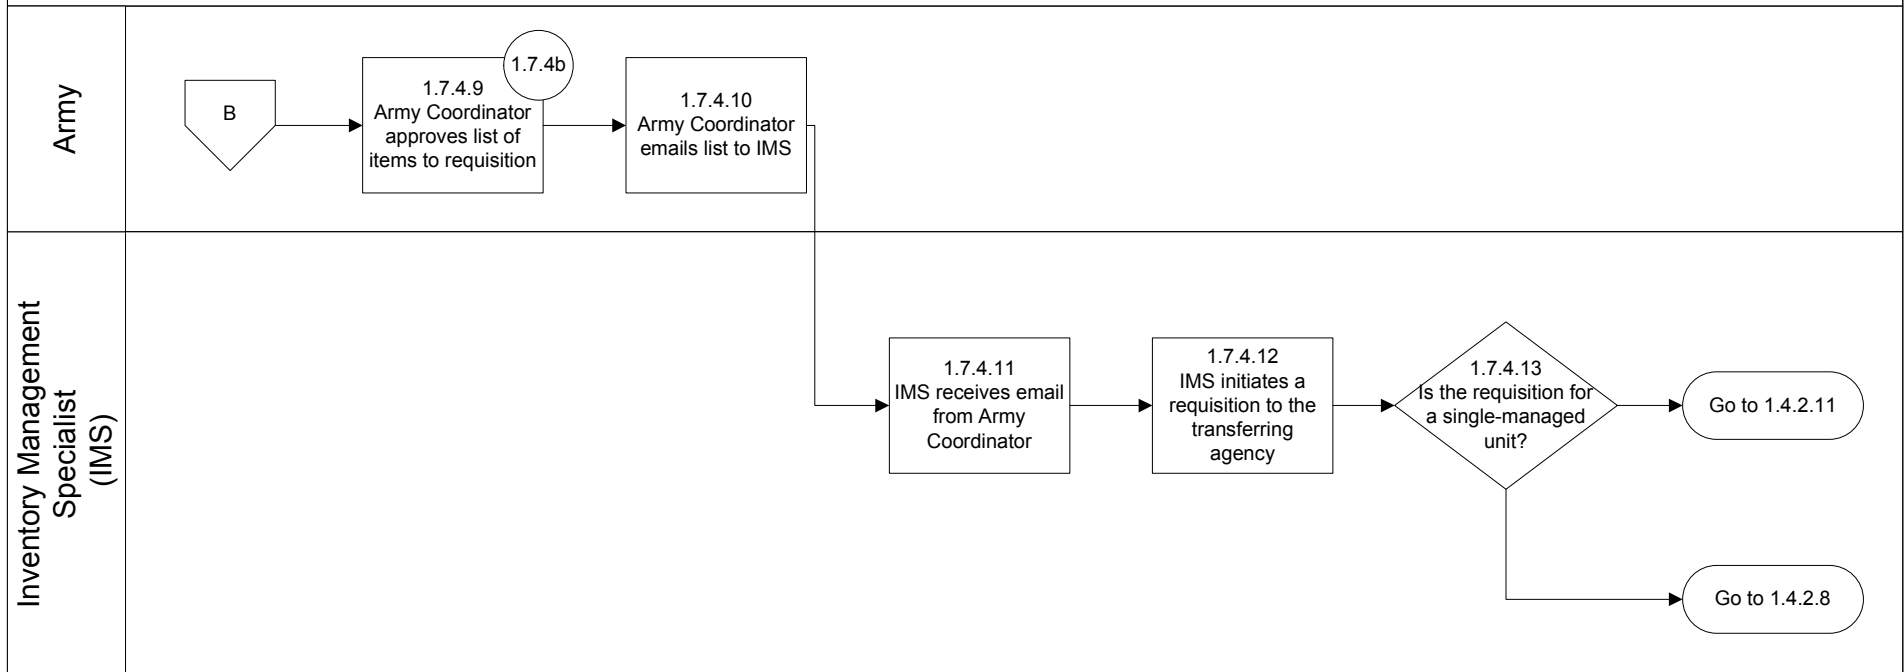 Army
B
1.7.4.9
Army Coordinator
approves list of
items to requisition
1.7.4b
1.7.4.10
Army Coordinator
emails list to IMS
Inventory Management
Specialist
(IMS)
1.7.4.11
IMS receives email
from Army
Coordinator
1.7.4.12
IMS initiates a
requisition to the
transferring
agency
1.7.4.13
Is the requisition for
a single-managed
unit?
Go to 1.4.2.11
Go to 1.4.2.8